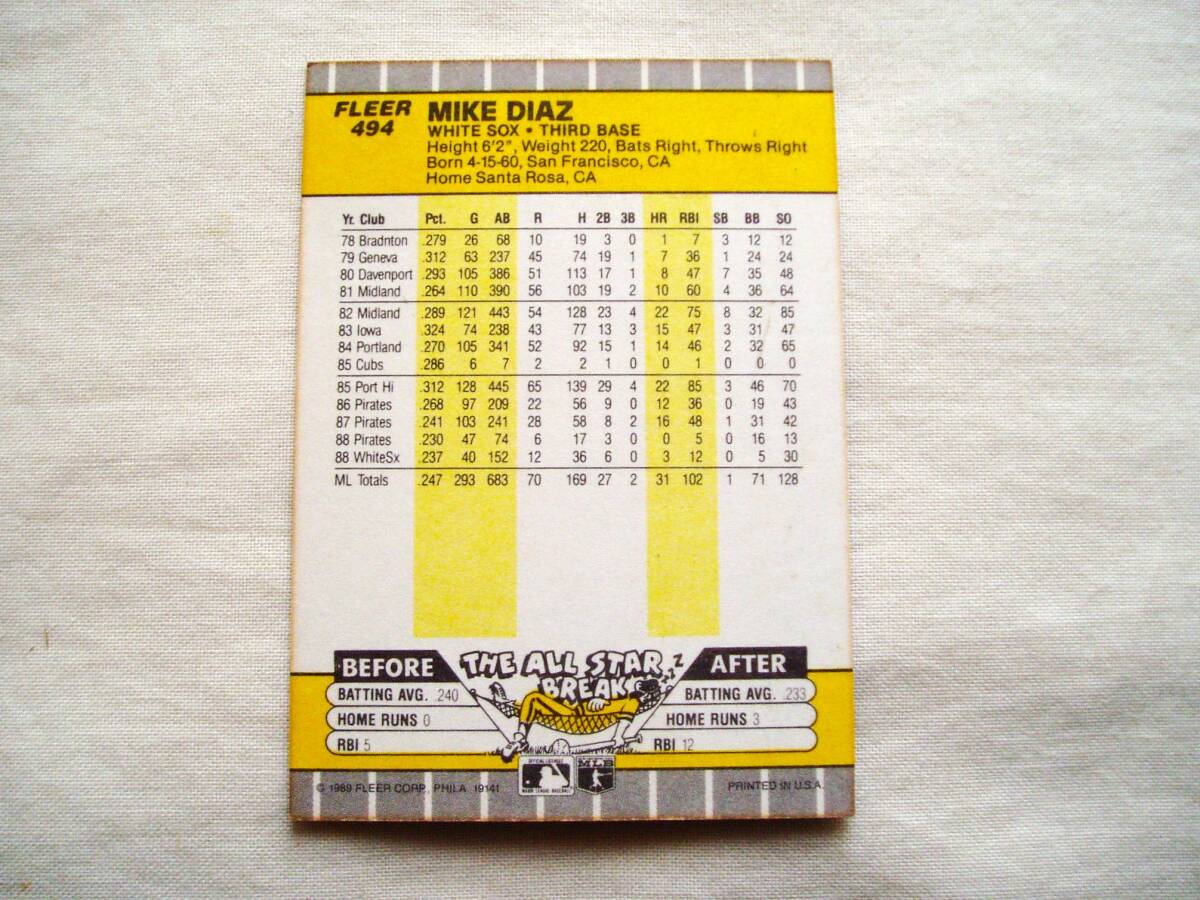 FLEER
494
MIKE DIAZ
WHITE SOX • THIRD BASE
Height 6'2", Weight 220, Bats Right, Throws Right
Born 4-15-60, San Francisco, CA
Home Santa Rosa, CA
Yr. Club Pct. G AB R H 2B 3B HR RBI SB BB SO
78 Bradnton .279 26 68 10 19 3 0 1 7 3 12 12
79 Geneva .312 63 237 45 74 19 1 7 36 1 24 24
80 Davenport .293 105 386 51 113 17 1 8 47 7 35 48
81 Midland .264 110 390 56 103 19 2 10 60 4 36 64
82 Midland .289 121 443 54 128 23 4 22 75 8 32 85
83 Iowa .324 74 238 43 77 13 3 15 47 3 31 47
84 Portland .270 105 341 52 92 15 1 14 46 2 32 65
85 Cubs .286 6 7 2 2 1 0 0 1 0 0 0
85 Port Hi .312 128 445 65 139 29 4 22 85 3 46 70
86 Pirates .268 97 209 22 56 9 0 12 36 0 19 43
87 Pirates .241 103 241 28 58 8 2 16 48 1 31 42
88 Pirates .230 47 74 6 17 3 0 0 5 0 16 13
88 WhiteSx .237 40 152 12 36 6 0 3 12 0 5 30
ML Totals .247 293 683 70 169 27 2 31 102 1 71 128
BEFORE THE ALL STAR BREAK AFTER
BATTING AVG. .240 BATTING AVG. .233
HOME RUNS 0 HOME RUNS 3
RBI 5 RBI 12
OFFICIAL LICENSEE
MAJOR LEAGUE BASEBALL
MLB
© 1989 FLEER CORP., PHILA 19141 PRINTED IN U.S.A.